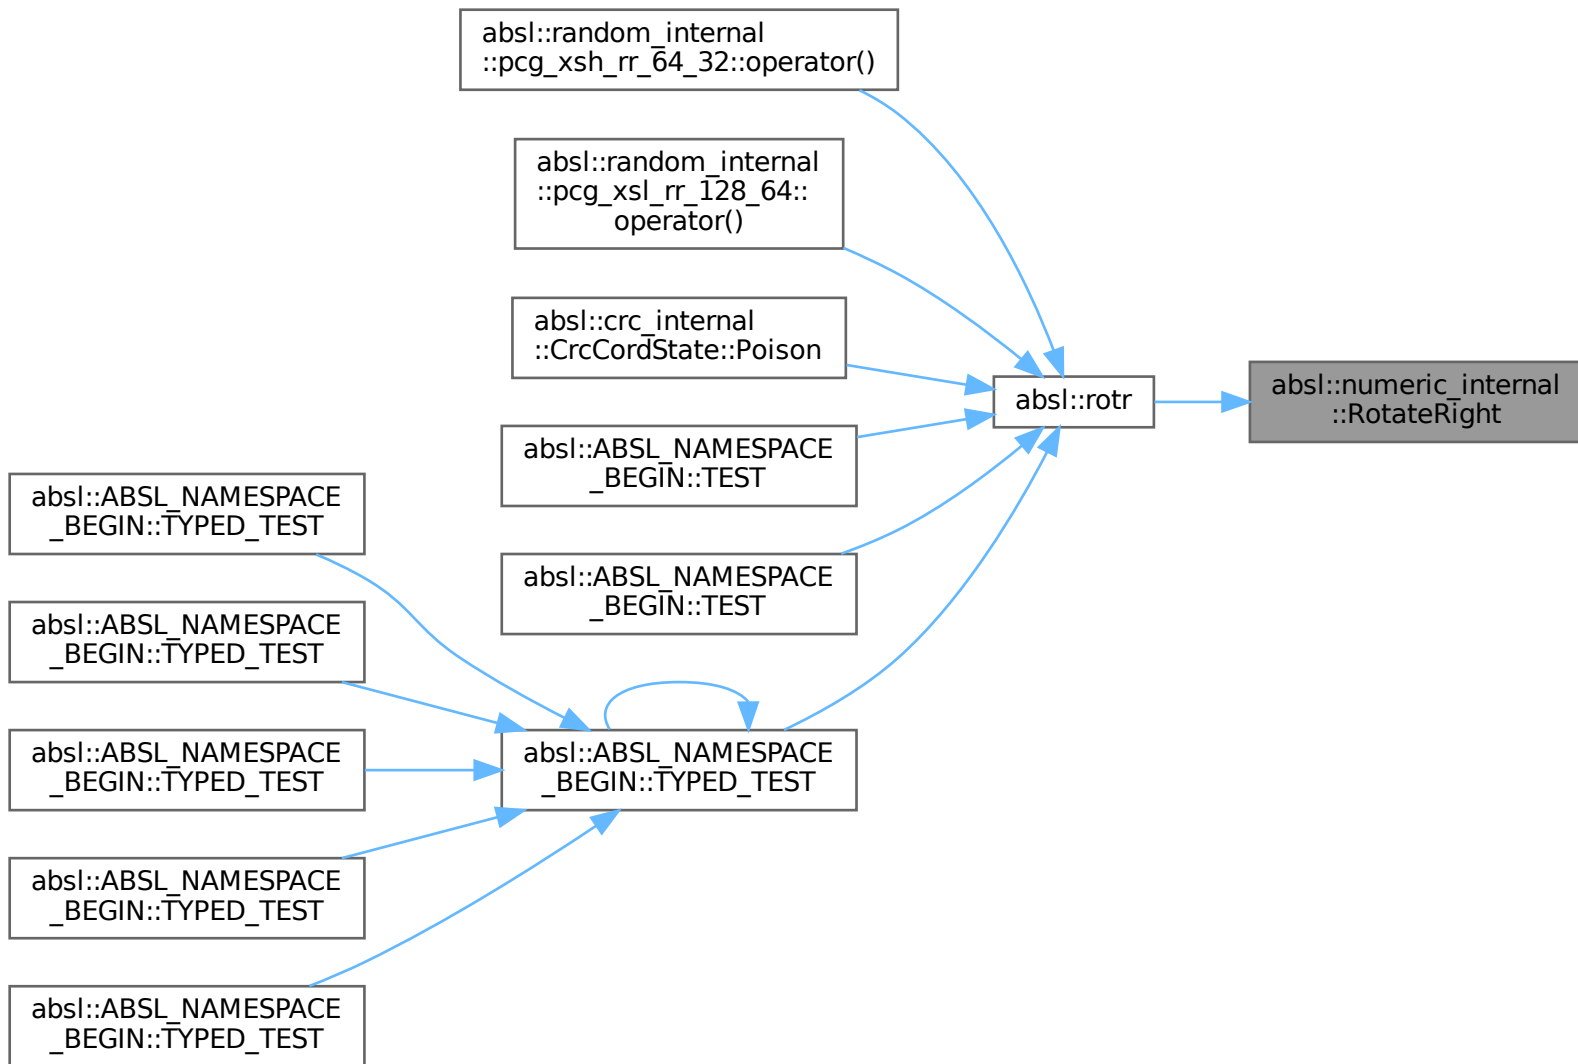 absl::random_internal
::pcg_xsh_rr_64_32::operator()
absl::random_internal
::pcg_xsl_rr_128_64::
operator()
absl::crc_internal
::CrcCordState::Poison
absl::rotr
absl::numeric_internal
::RotateRight
absl::ABSL_NAMESPACE
_BEGIN::TEST
absl::ABSL_NAMESPACE
_BEGIN::TYPED_TEST
absl::ABSL_NAMESPACE
_BEGIN::TEST
absl::ABSL_NAMESPACE
_BEGIN::TYPED_TEST
absl::ABSL_NAMESPACE
_BEGIN::TYPED_TEST
absl::ABSL_NAMESPACE
_BEGIN::TYPED_TEST
absl::ABSL_NAMESPACE
_BEGIN::TYPED_TEST
absl::ABSL_NAMESPACE
_BEGIN::TYPED_TEST